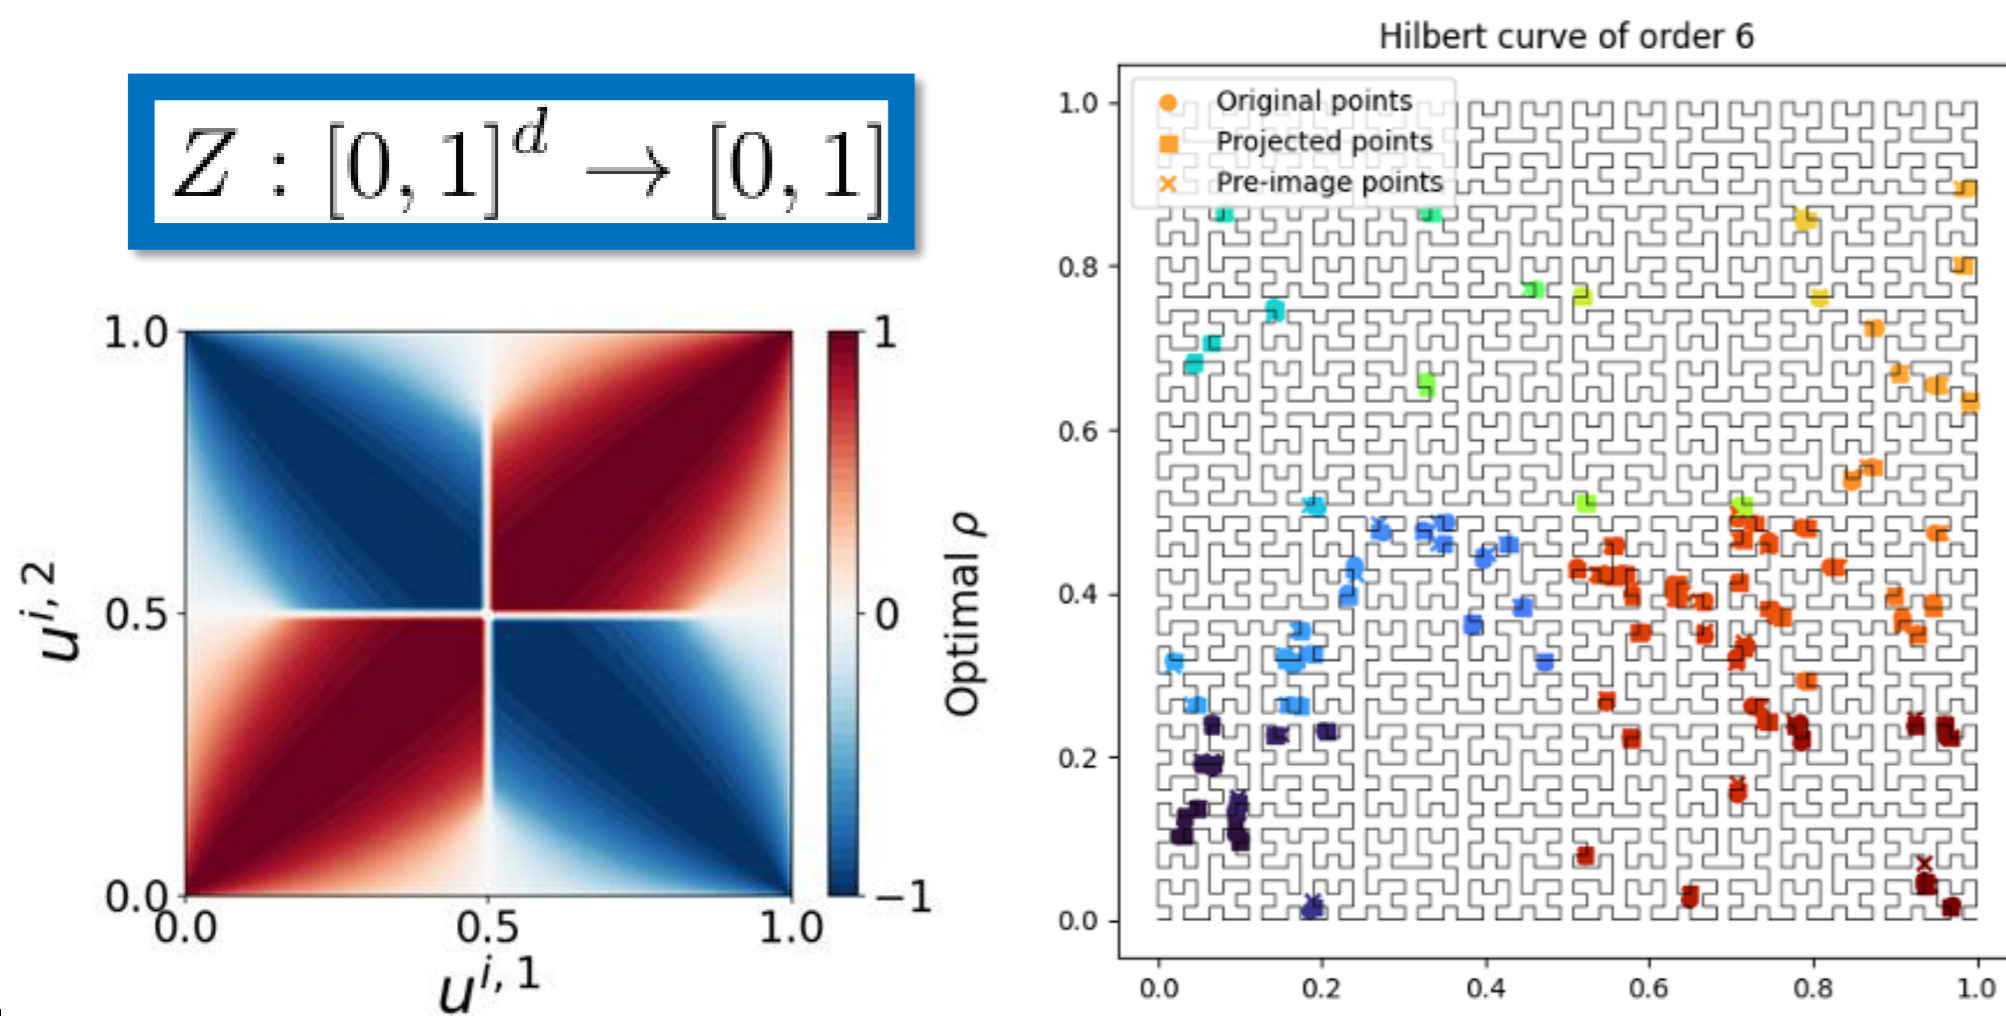 Z : [0, 1]^d → [0, 1]
1.0
0.5
0.0
u^{i, 2}
0.0
0.5
1.0
u^{i, 1}
1
0
−1
Optimal ρ
Hilbert curve of order 6
Original points
Projected points
Pre-image points
1.0
0.8
0.6
0.4
0.2
0.0
0.0
0.2
0.4
0.6
0.8
1.0